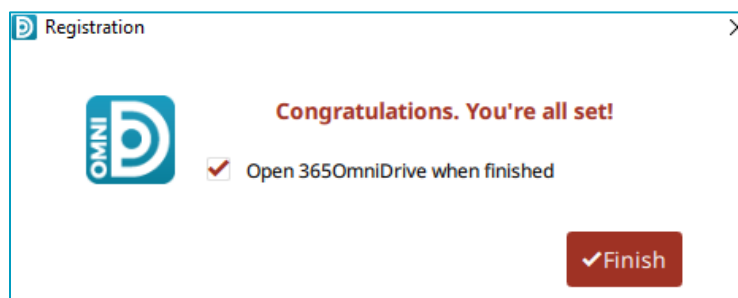 Registration
OMNI
Congratulations. You're all set!
Open 365OmniDrive when finished
Finish